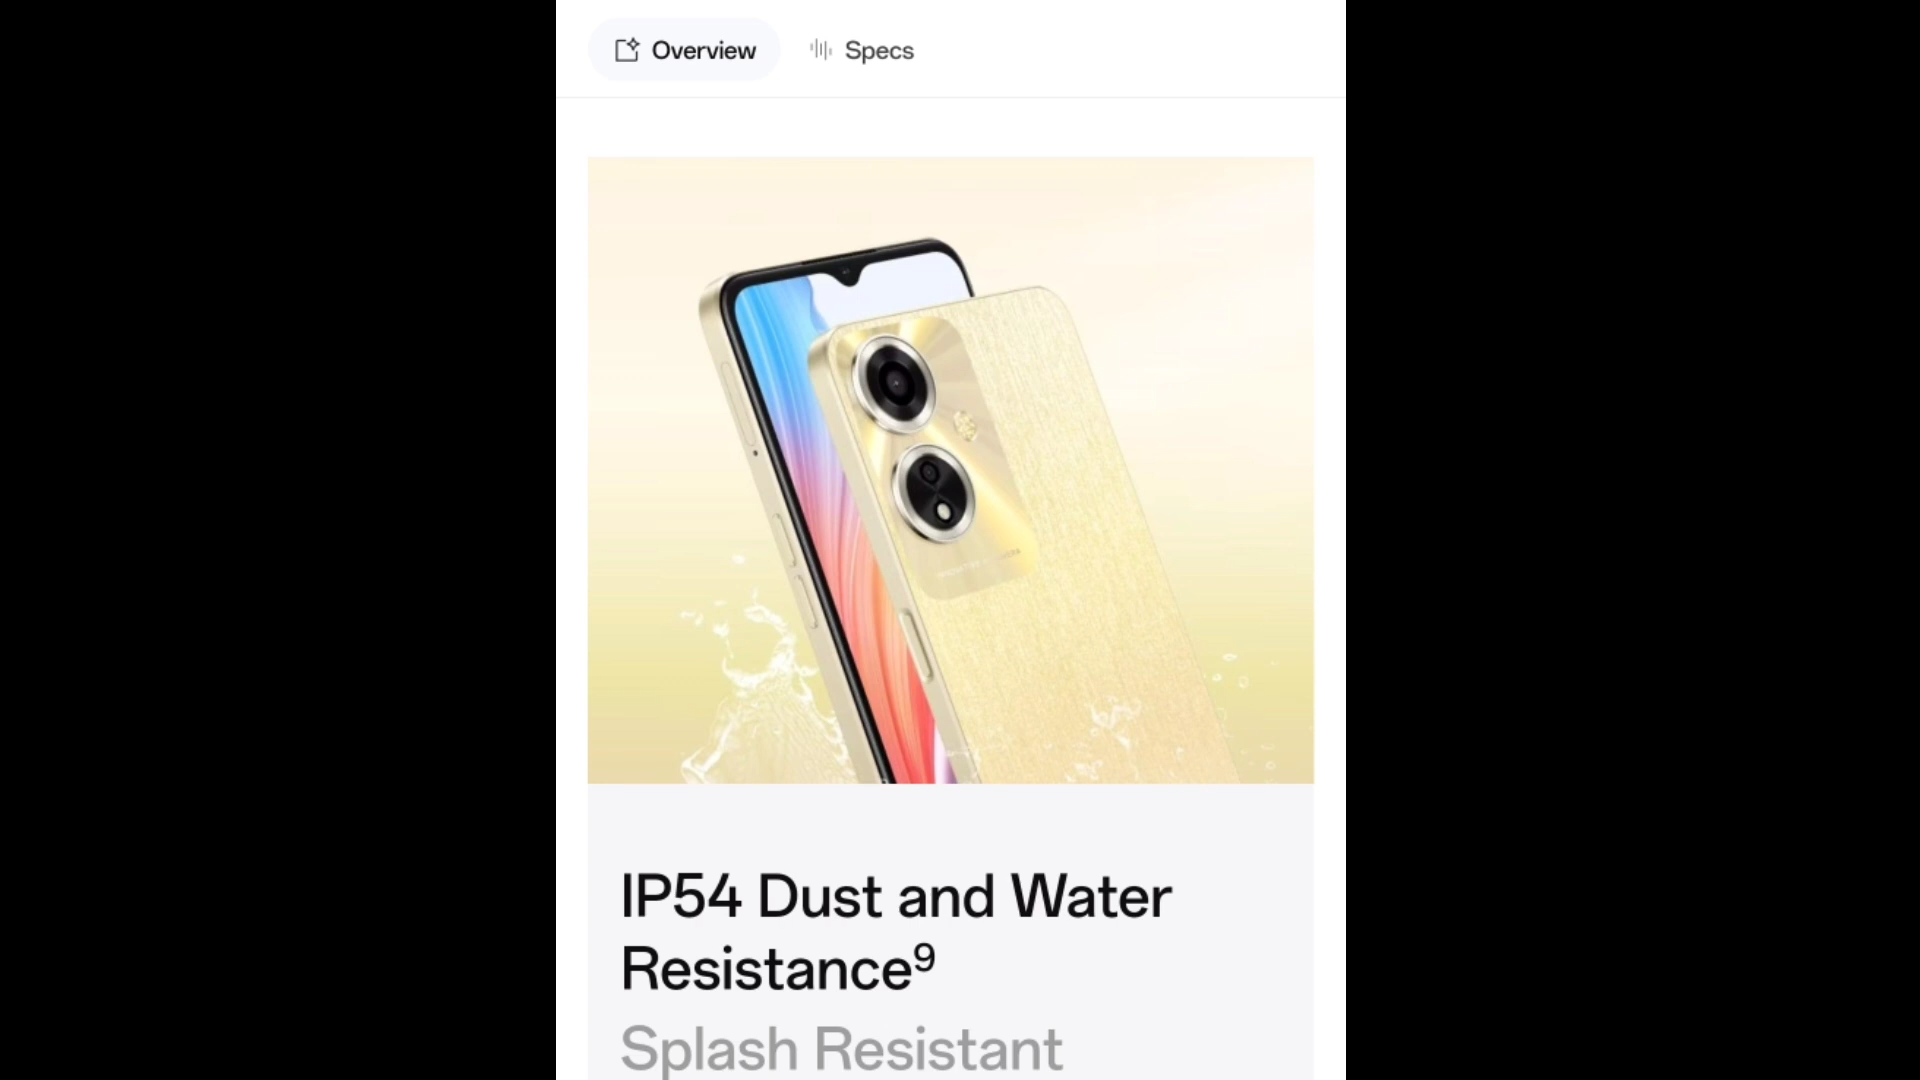 Overview
Specs
IP54 Dust and Water
Resistance⁹
Splash Resistant